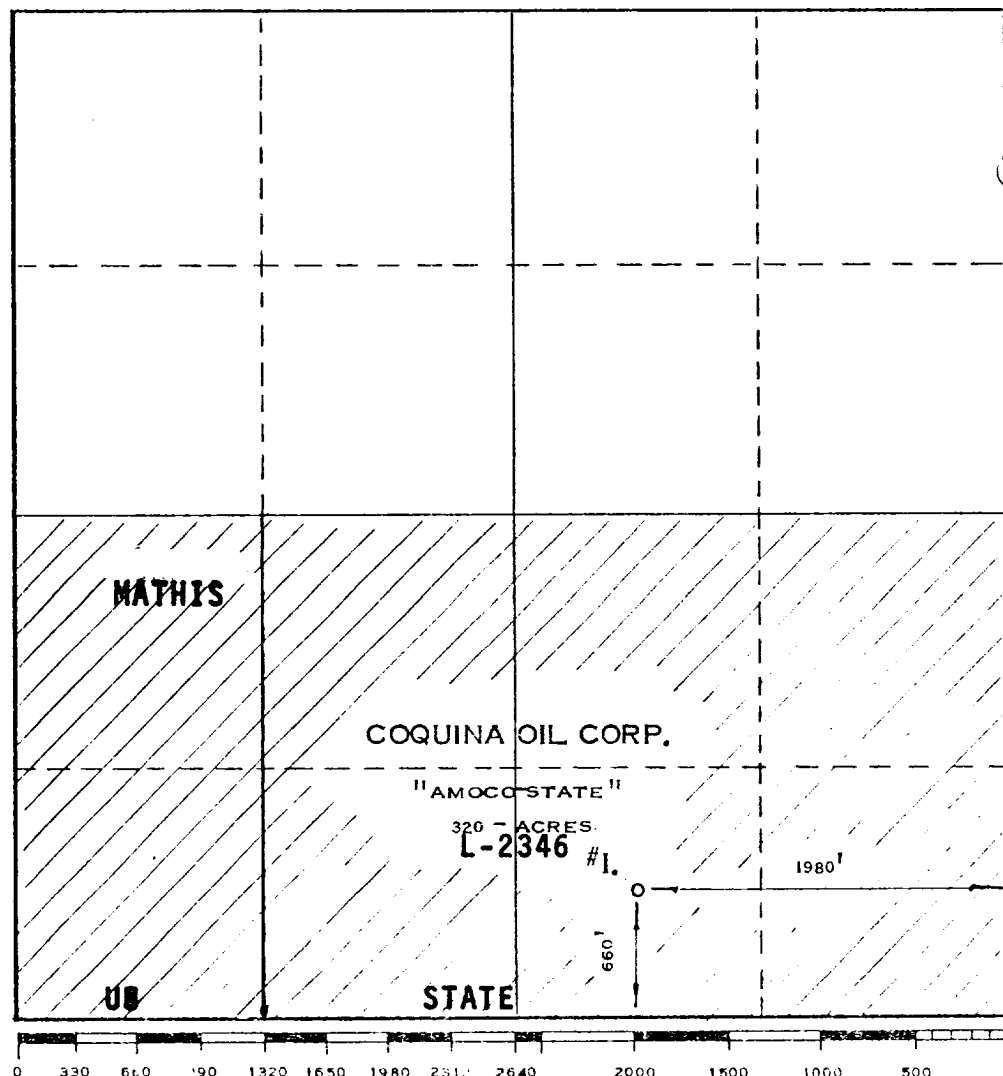 MATHIS
COQUINA OIL CORP.
"AMOCO STATE"
320 - ACRES
L-2346 #1.
1980'
660'
UB STATE
0 330 1320 1650 1980 2640 2000 1500 1000 500